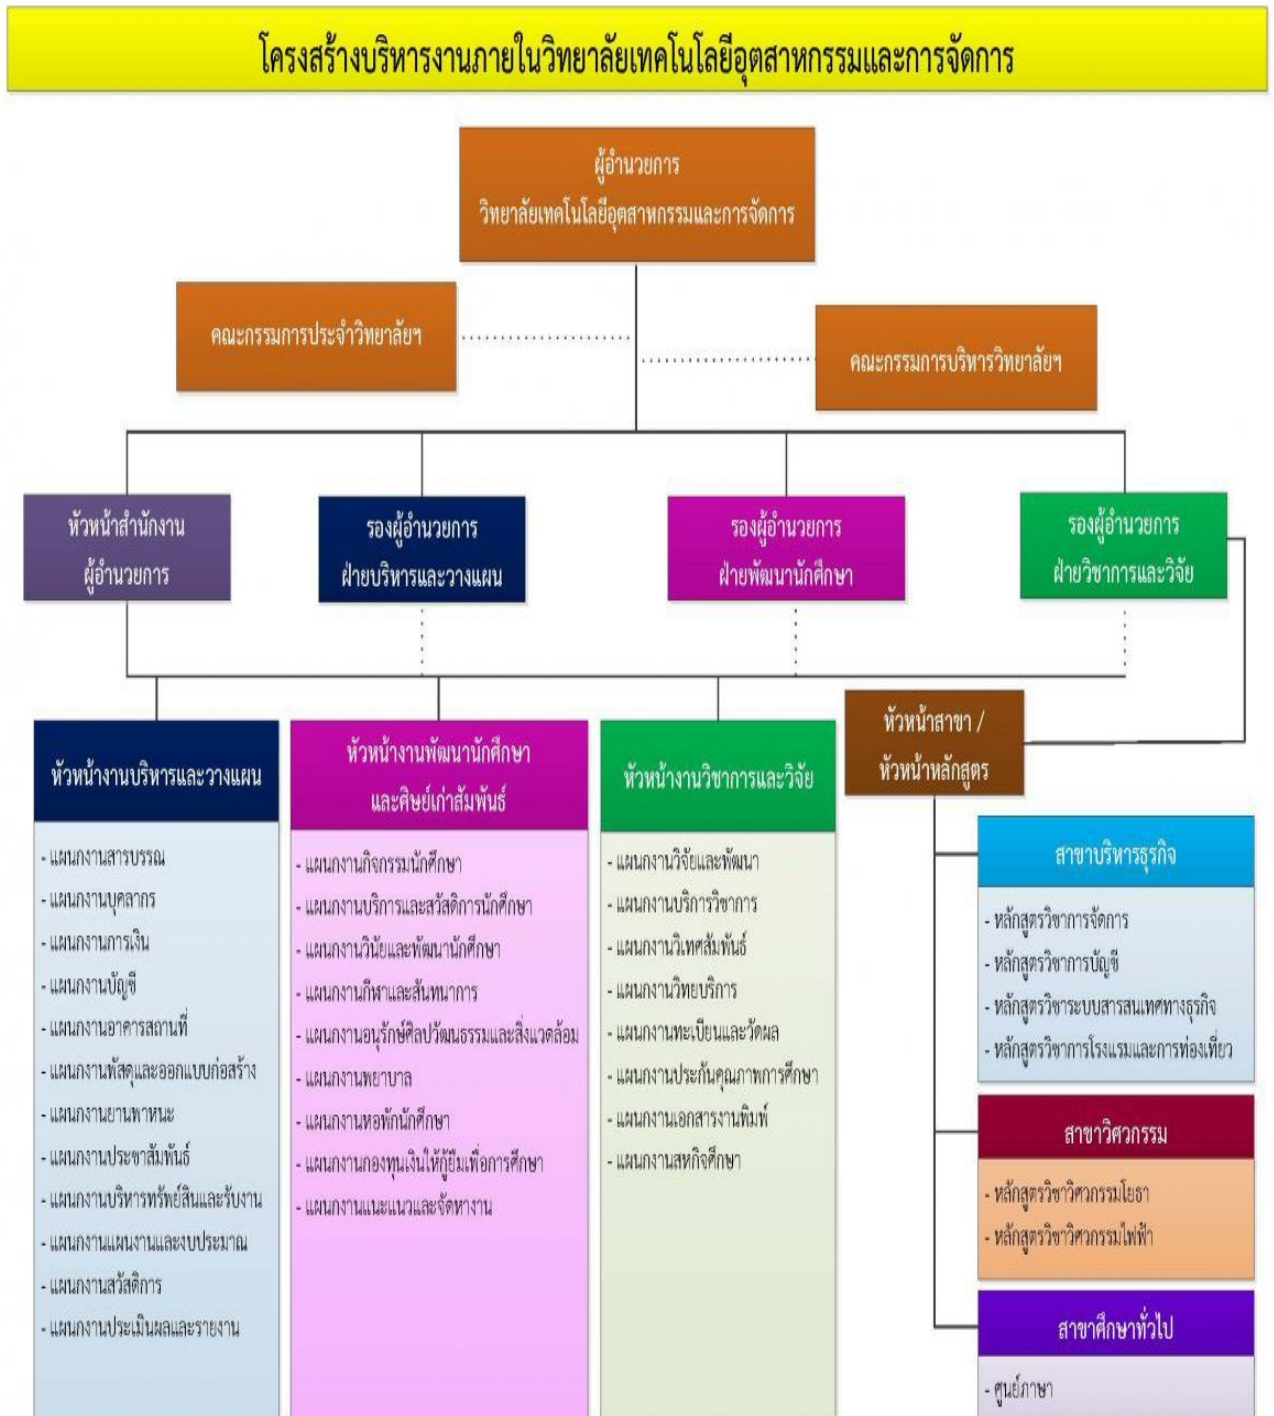 โครงสร้างบริหารงานภายในวิทยาลัยเทคโนโลยีอุตสาหกรรมและการจัดการ
ผู้อำนวยการ
วิทยาลัยเทคโนโลยีอุตสาหกรรมและการจัดการ
คณะกรรมการประจำวิทยาลัยฯ
คณะกรรมการบริหารวิทยาลัยฯ
หัวหน้าสำนักงาน
ผู้อำนวยการ
รองผู้อำนวยการ
ฝ่ายบริหารและวางแผน
รองผู้อำนวยการ
ฝ่ายพัฒนานักศึกษา
รองผู้อำนวยการ
ฝ่ายวิชาการและวิจัย
หัวหน้างานบริหารและวางแผน
- แผนกงานสารบรรณ
- แผนกงานบุคลากร
- แผนกงานการเงิน
- แผนกงานบัญชี
- แผนกงานอาคารสถานที่
- แผนกงานพัสดุและออกแบบก่อสร้าง
- แผนกงานยานพาหนะ
- แผนกงานประชาสัมพันธ์
- แผนกงานบริหารทรัพย์สินและรับงาน
- แผนกงานแผนงานและงบประมาณ
- แผนกงานสวัสดิการ
- แผนกงานประเมินผลและรายงาน
หัวหน้างานพัฒนานักศึกษา
และศิษย์เก่าสัมพันธ์
- แผนกงานกิจกรรมนักศึกษา
- แผนกงานบริการและสวัสดิการนักศึกษา
- แผนกงานวินัยและพัฒนานักศึกษา
- แผนกงานกีฬาและสันทนาการ
- แผนกงานอนุรักษ์ศิลปวัฒนธรรมและสิ่งแวดล้อม
- แผนกงานพยาบาล
- แผนกงานหอพักนักศึกษา
- แผนกงานกองทุนเงินให้กู้ยืมเพื่อการศึกษา
- แผนกงานแนะแนวและจัดหางาน
หัวหน้างานวิชาการและวิจัย
- แผนกงานวิจัยและพัฒนา
- แผนกงานบริการวิชาการ
- แผนกงานวิเทศสัมพันธ์
- แผนกงานวิทยบริการ
- แผนกงานทะเบียนและวัดผล
- แผนกงานประกันคุณภาพการศึกษา
- แผนกงานเอกสารงานพิมพ์
- แผนกงานสหกิจศึกษา
หัวหน้าสาขา /
หัวหน้าหลักสูตร
สาขาบริหารธุรกิจ
- หลักสูตรวิชาการจัดการ
- หลักสูตรวิชาการบัญชี
- หลักสูตรวิชาระบบสารสนเทศทางธุรกิจ
- หลักสูตรวิชาการโรงแรมและการท่องเที่ยว
สาขาวิศวกรรม
- หลักสูตรวิชาวิศวกรรมโยธา
- หลักสูตรวิชาวิศวกรรมไฟฟ้า
สาขาศึกษาทั่วไป
- ศูนย์ภาษา